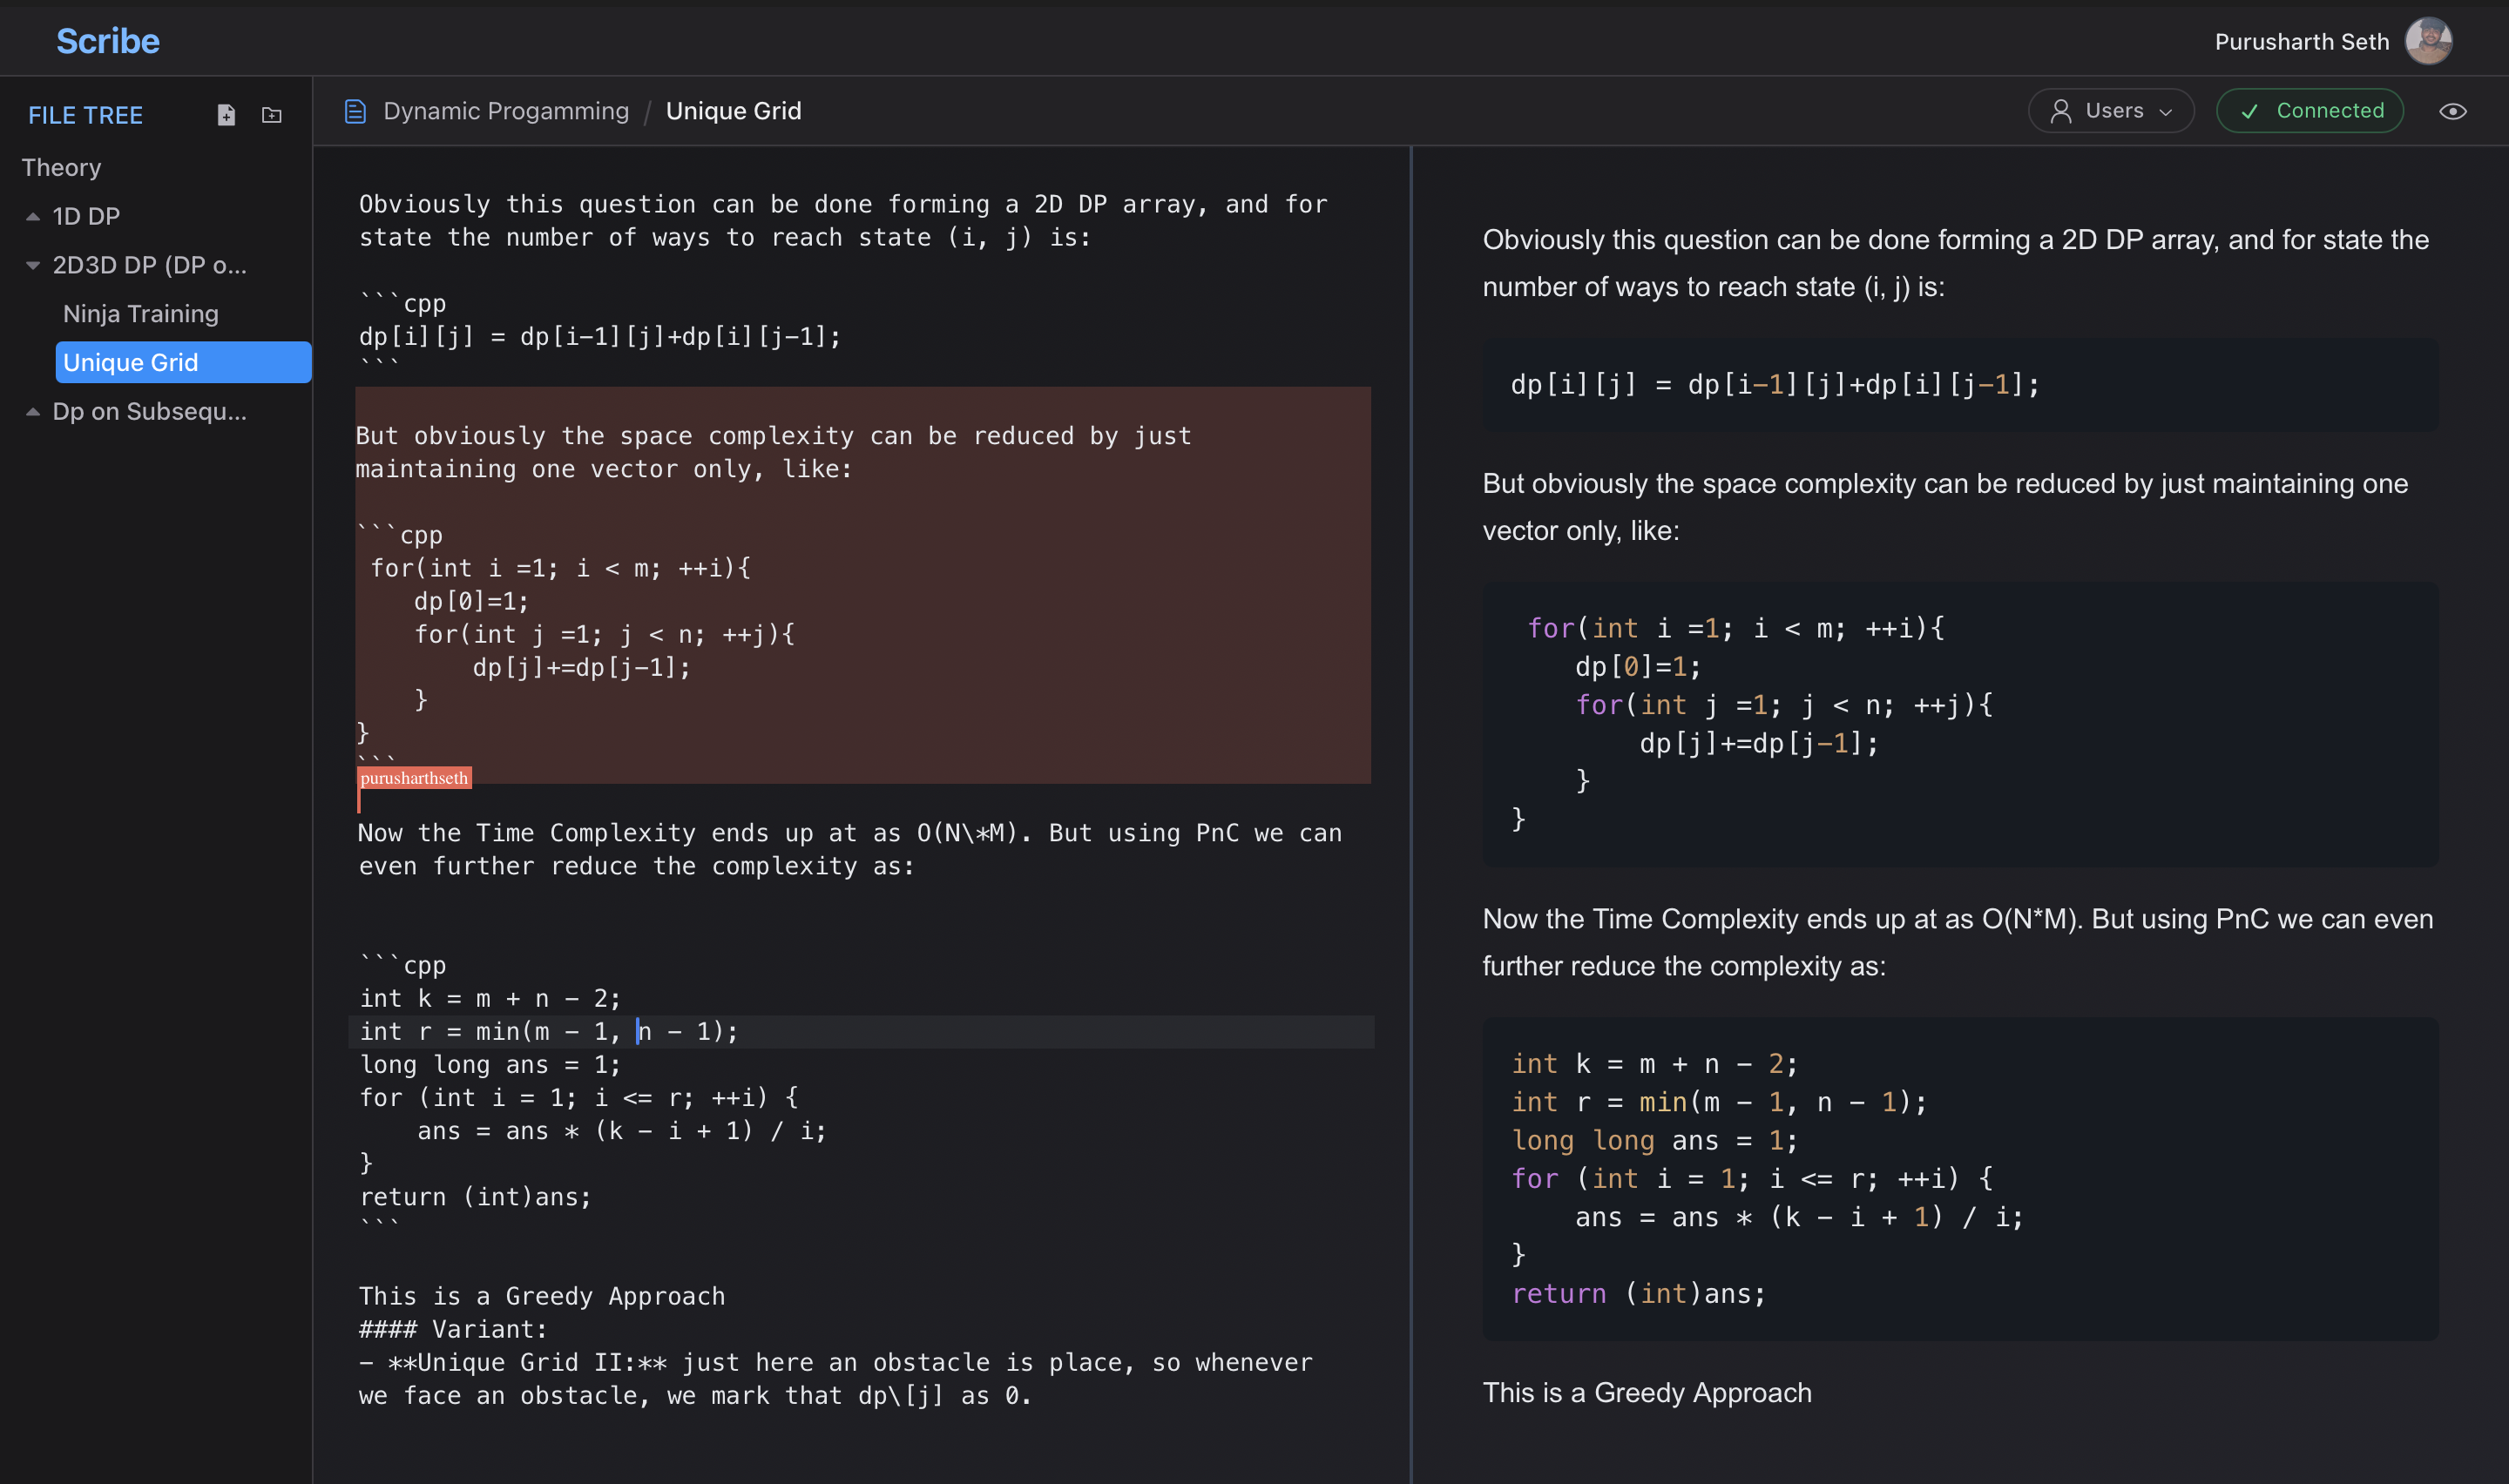 Scribe
Purusharth Seth
FILE TREE
Theory
1D DP
2D3D DP (DP o...
Ninja Training
Unique Grid
Dp on Subsequ...
Dynamic Progamming / Unique Grid
Users
Connected
Obviously this question can be done forming a 2D DP array, and for
state the number of ways to reach state (i, j) is:
```cpp
dp[i][j] = dp[i-1][j]+dp[i][j-1];
```
But obviously the space complexity can be reduced by just
maintaining one vector only, like:
```cpp
 for(int i =1; i < m; ++i){
    dp[0]=1;
    for(int j =1; j < n; ++j){
        dp[j]+=dp[j-1];
    }
}
```
purusharthseth
Now the Time Complexity ends up at as O(N\*M). But using PnC we can
even further reduce the complexity as:
```cpp
int k = m + n - 2;
int r = min(m - 1, n - 1);
long long ans = 1;
for (int i = 1; i <= r; ++i) {
    ans = ans * (k - i + 1) / i;
}
return (int)ans;
```
This is a Greedy Approach
#### Variant:
- **Unique Grid II:** just here an obstacle is place, so whenever
we face an obstacle, we mark that dp\[j] as 0.
Obviously this question can be done forming a 2D DP array, and for state the
number of ways to reach state (i, j) is:
dp[i][j] = dp[i-1][j]+dp[i][j-1];
But obviously the space complexity can be reduced by just maintaining one
vector only, like:
 for(int i =1; i < m; ++i){
    dp[0]=1;
    for(int j =1; j < n; ++j){
        dp[j]+=dp[j-1];
    }
}
Now the Time Complexity ends up at as O(N*M). But using PnC we can even
further reduce the complexity as:
int k = m + n - 2;
int r = min(m - 1, n - 1);
long long ans = 1;
for (int i = 1; i <= r; ++i) {
    ans = ans * (k - i + 1) / i;
}
return (int)ans;
This is a Greedy Approach